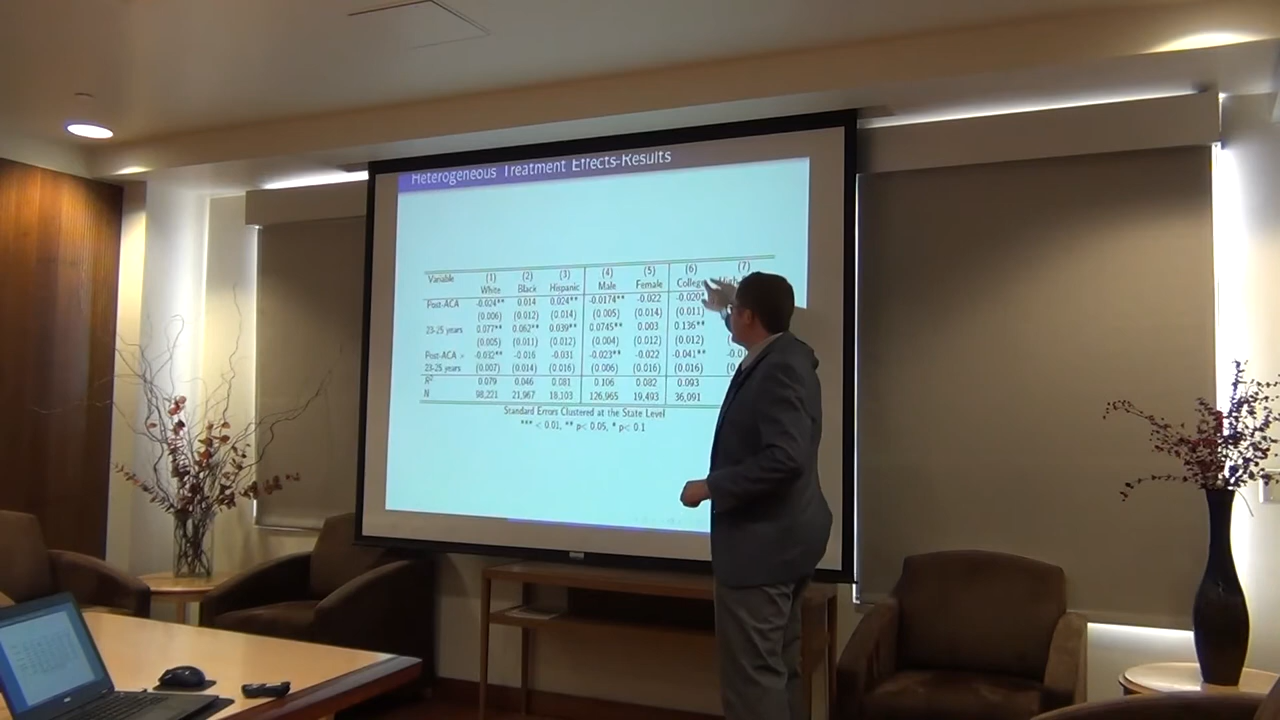 Heterogeneous Treatment Effects-Results
Variable (1) (2) (3) (4) (5) (6) (7)
White Black Hispanic Male Female College
Post-ACA -0.024** 0.014 0.024** -0.0174** -0.022 -0.020*
(0.006) (0.012) (0.014) (0.005) (0.014) (0.011)
23-25 years 0.077** 0.062** 0.039** 0.0745** 0.003 0.136**
(0.005) (0.011) (0.012) (0.004) (0.012) (0.012)
Post-ACA × -0.032** -0.016 -0.031 -0.023** -0.022 -0.041**
23-25 years (0.007) (0.014) (0.016) (0.006) (0.016) (0.016)
R² 0.079 0.046 0.081 0.106 0.082 0.093
N 98,221 21,967 18,103 126,965 19,493 36,091
Standard Errors Clustered at the State Level
*** < 0.01, ** p< 0.05, * p< 0.1